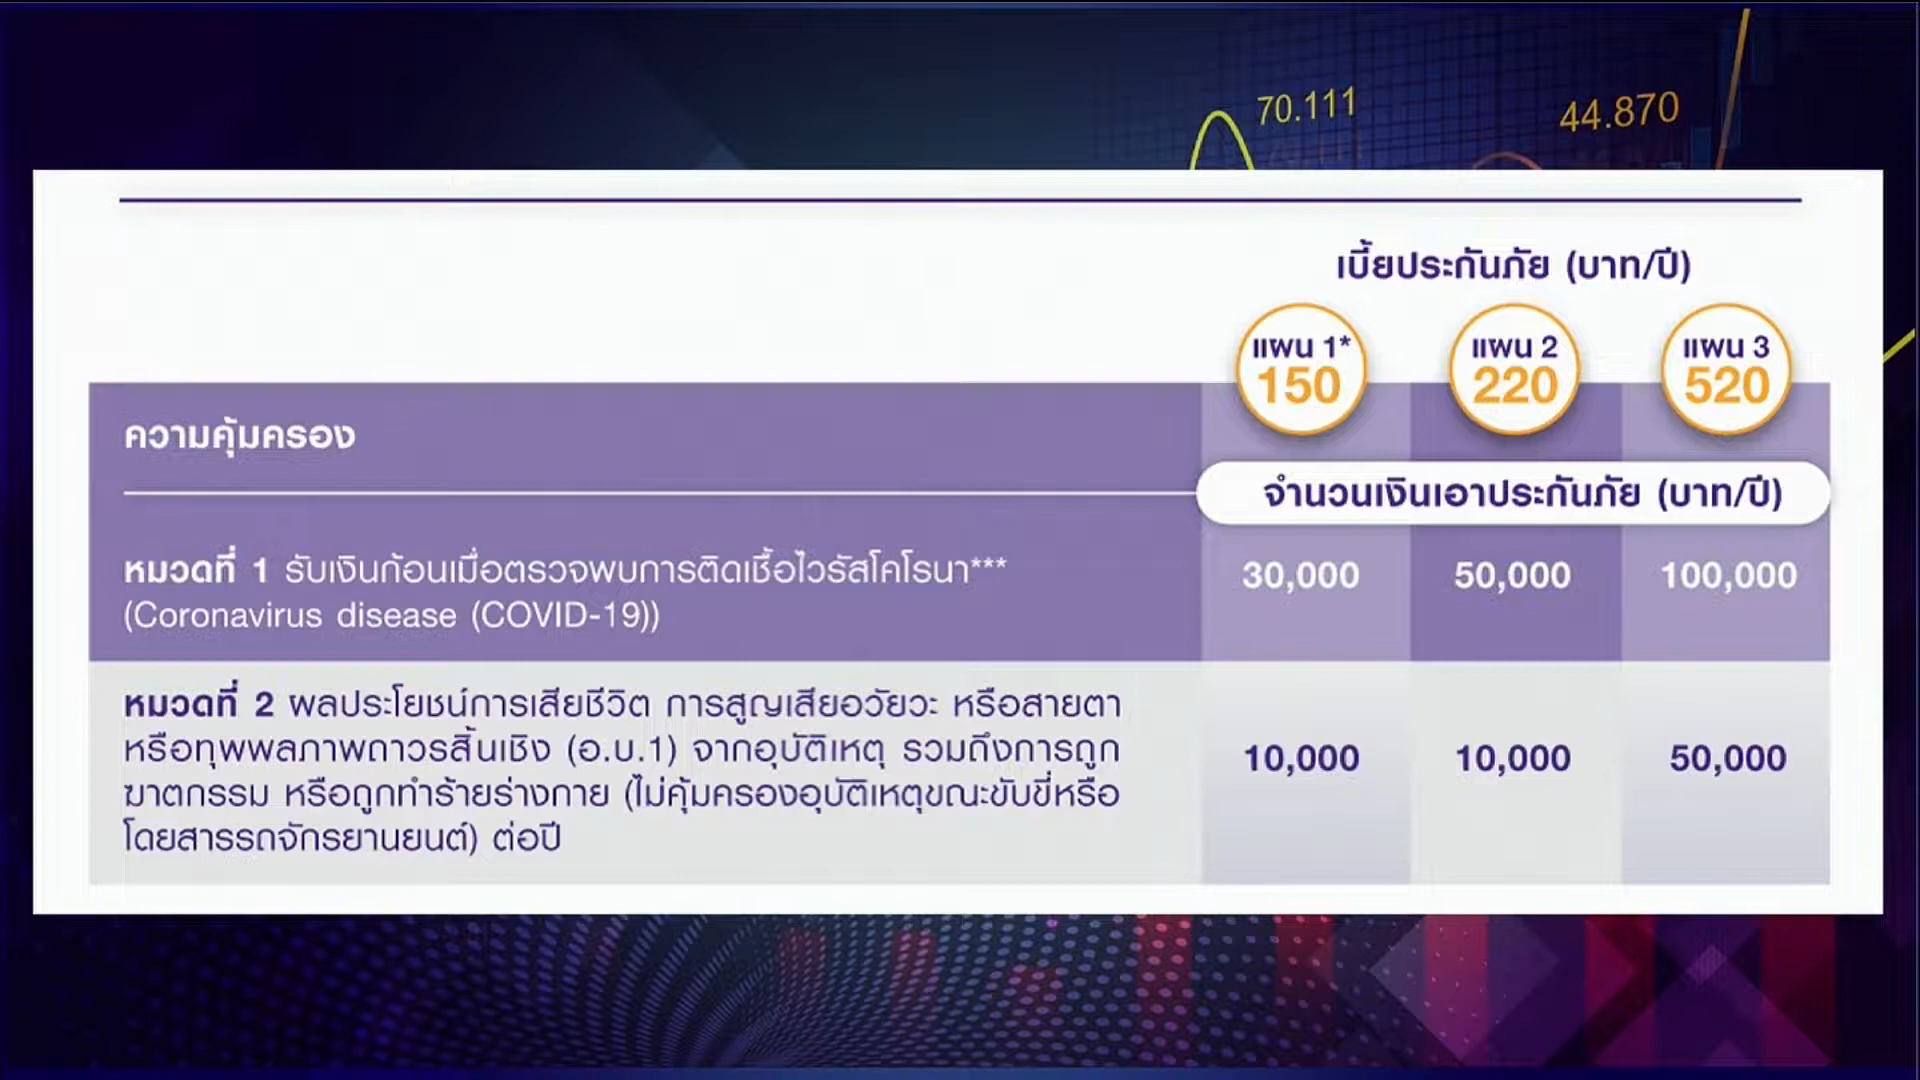 70.111
44.870
เบี้ยประกันภัย (บาท/ปี)
แผน 1* แผน 2 แผน 3
150 220 520
ความคุ้มครอง
จำนวนเงินเอาประกันภัย (บาท/ปี)
หมวดที่ 1 รับเงินก้อนเมื่อตรวจพบการติดเชื้อไวรัสโคโรนา*** 30,000 50,000 100,000
(Coronavirus disease (COVID-19))
หมวดที่ 2 ผลประโยชน์การเสียชีวิต การสูญเสียอวัยวะ หรือสายตา
หรือทุพพลภาพถาวรสิ้นเชิง (อ.บ.1) จากอุบัติเหตุ รวมถึงการถูก 10,000 10,000 50,000
ฆาตกรรม หรือถูกทำร้ายร่างกาย (ไม่คุ้มครองอุบัติเหตุขณะขับขี่หรือ
โดยสารรถจักรยานยนต์) ต่อปี